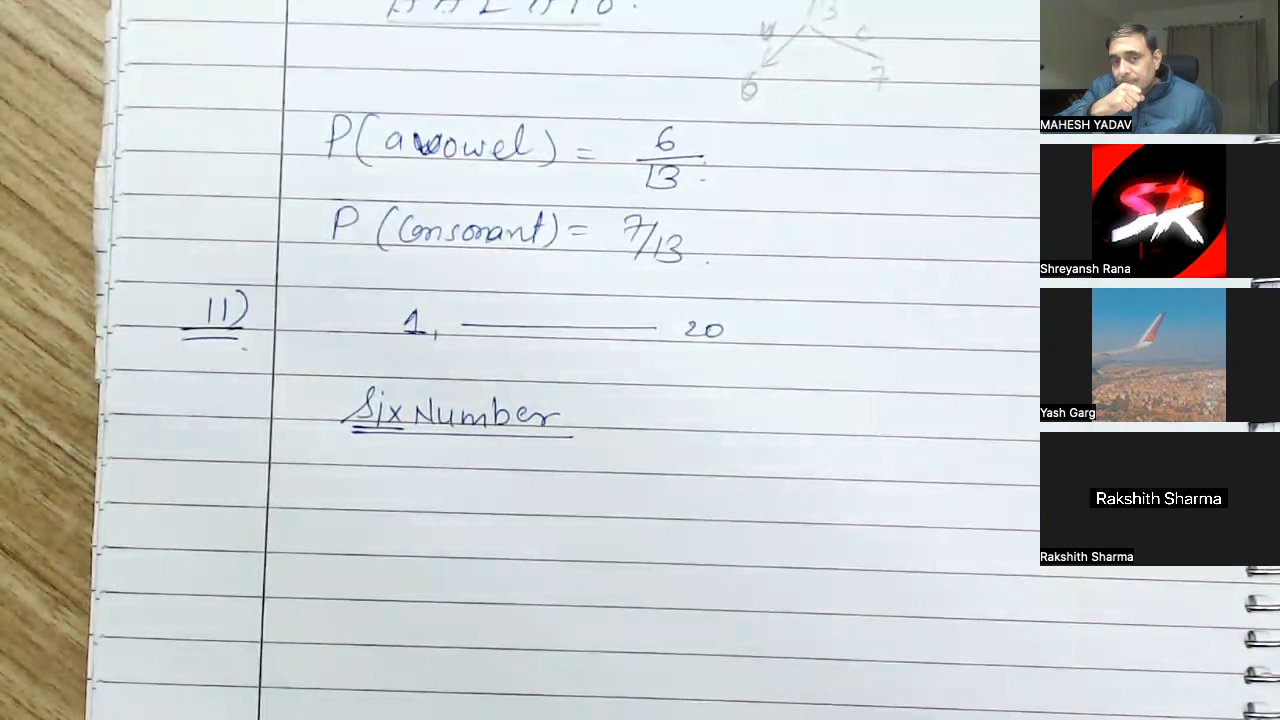 13
V C
6 7
P(a vowel) = 6/13.
P (Consonant) = 7/13.
11) 1, 20
Six Number
MAHESH YADAV
SR
Shreyansh Rana
Yash Garg
Rakshith Sharma
Rakshith Sharma